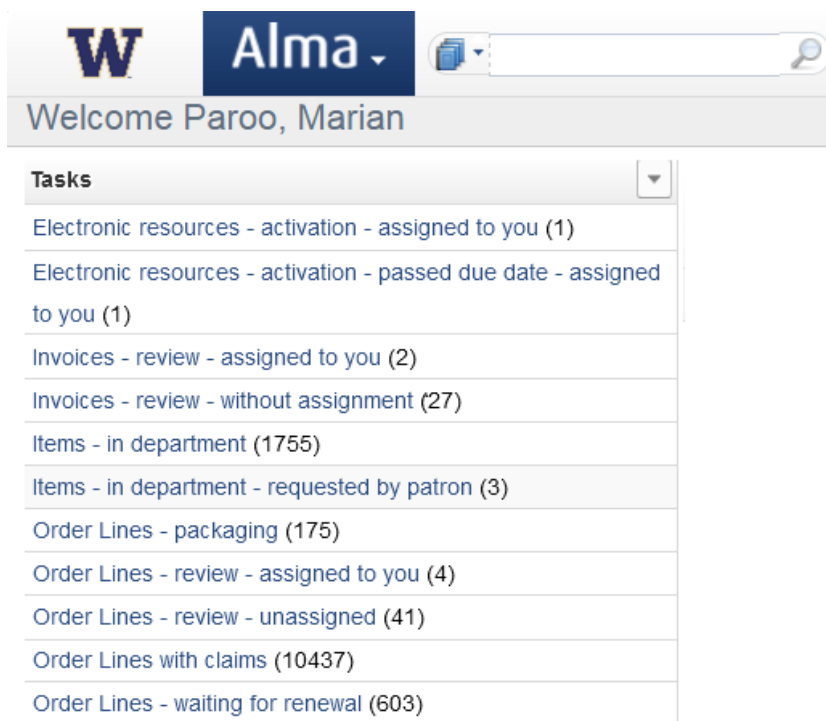 W
Alma
Welcome Paroo, Marian
Tasks
Electronic resources - activation - assigned to you (1)
Electronic resources - activation - passed due date - assigned
to you (1)
Invoices - review - assigned to you (2)
Invoices - review - without assignment (27)
Items - in department (1755)
Items - in department - requested by patron (3)
Order Lines - packaging (175)
Order Lines - review - assigned to you (4)
Order Lines - review - unassigned (41)
Order Lines with claims (10437)
Order Lines - waiting for renewal (603)